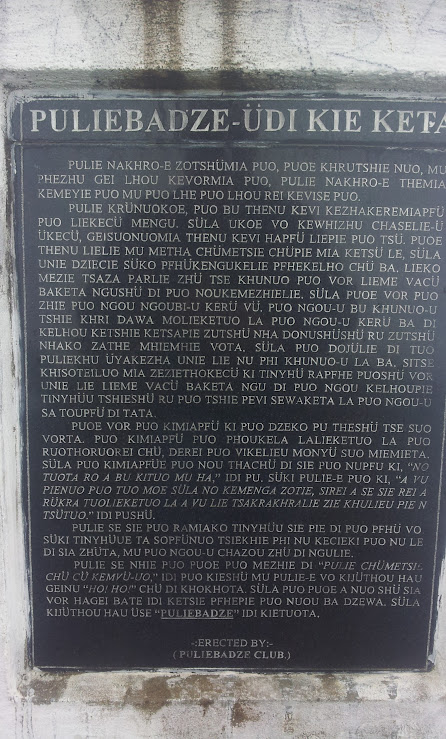 PULIEBADZE-ÜDI KIE KETA
PULIE NAKHRO-E ZOTSHÜMIA PUO, PUOE KHRUTSHIE NUO, MU
PHEZHU GEI LHOU KEVORMIA PUO, PULIE NAKHRO-E THEMIA
KEMEYIE PUO MU PUO LHE PUO LHOU REI KEVISE PUO.
PULIE KRÜNUOKOE, PUO BU THENU KEVI KEZHAKEREMIAPFÜ
PUO LIEKECÜ MENGU. SÜLA UKOE VO KEWHIZHU CHASELIE-Ü
ÜKECÜ, GEISUONUOMIA THENU KEVI HAPFÜ LIEPIE PUO TSÜ. PUOE
THENU LIELIE MU METHA CHÜMETSIE CHÜPIE MIA KETSÜ LE, SÜLA
UNIE DZIECIE SÜKO PFHÜKENGUKELIE PFHEKELHO CHÜ BA. LIEKO
MEZIE TSAZA PARLIE ZHÜ TSE KHUNUO PUO VOR LIEME VACÜ
BAKETA NGUSHÜ DI PUO NOUKEMEZHIELIE. SÜLA PUOE VOR PUO
ZHIE PUO NGOU NGOUBI-U KERÜ VÜ. PUO NGOU-U BU KHUNUO-U
TSHIE KHRI DAWA MOLIEKETUO LA PUO NGOU-U KERÜ BA DI
KELHOU KETSHIE KETSAPIE ZUTSHÜ NHA DONUSHÜSHÜ RU ZUTSHÜ
NHAKO ZATHE MHIEMHIE VOTA. SÜLA PUO DOJÜLIE DI TUO
PULIEKHU ÜYAKEZHA UNIE LIE NU PHI KHUNUO-U LA BA, SITSE
KHISOTEILUO MIA ZEZIETHOKECÜ KI TINYHÜ RAPFHE PUOSHÜ VOR
UNIE LIE LIEME VACÜ BAKETA NGU DI PUO NGOU KELHOUPIE
TINYHÜU TSHIESHÜ RU PUO TSHIE PEVI SEWAKETA LA PUO NGOU-U
SA TOUPFÜ DI TATA.
PUOE VOR PUO KIMIAPFÜ KI PUO DZEKO PU THESHÜ TSE SUO
VORTA. PUO KIMIAPFÜ PUO PHOUKELA LALIEKETUO LA PUO
RUOTHORUOREI CHÜ, DEREI PUO VIKELIEU MONYÜ SUO MIEMIETA.
SÜLA PUO KIMIAPFÜE PUO NOU THACHÜ DI SIE PUO NUPFU KI, "NO
TUOTA RO A BU KITUO MU HA," IDI PU. SÜKI PULIE-E PUO KI, "A VU
PIENUO PUO TUO MOE SÜLA NO KEMENGA ZOTIE, SIREI A SE SIE REI A
RÜKRA TUOLIEKETUO LA A VU LIE TSAKRAKHRALIE ZIE KHULIEU PIE N
TSÜTUO." IDI PUSHÜ.
PULIE SE SIE PUO RAMIAKO TINYHÜU SIE PIE DI PUO PFHÜ VO.
SÜKI TINYHÜUE TA SOPFÜNUO TSIEKHIE PHI NU KECIEKI PUO NU LE
DI SIA ZHÜTA, MU PUO NGOU-U CHAZOU ZHÜ DI NGULIE.
PULIE SE NHIE PUO PUOE PUO MEZHIE DI "PULIE CHÜMETSIE
CHÜ CÜ KEMVÜ-UO," IDI PUO KIESHÜ MU PULIE-E VO KIJÜTHOU HAU
GEINU "HO! HO!" CHÜ DI KHOKHOTA. SÜLA PUO PUOE A NUO SHÜ SIA
VOR HAGEI BATE IDI KETSIE PFHEPIE PUO NUOU BA DZEWA. SÜLA
KIJÜTHOU HAU ÜSE "PULIEBADZE" IDI KIETUOTA.
-:ERECTED BY:-
(PULIEBADZE CLUB.)